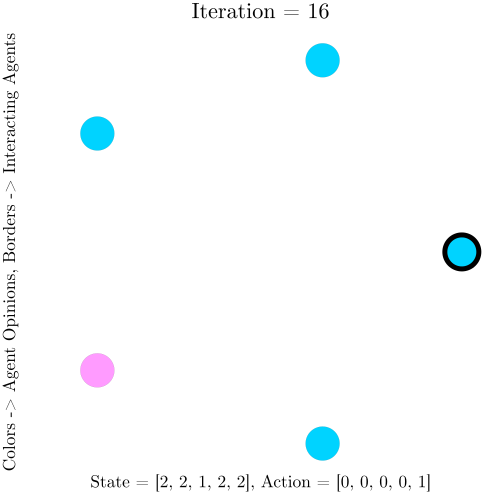 Iteration = 16
Colors -> Agent Opinions, Borders -> Interacting Agents
State = [2, 2, 1, 2, 2], Action = [0, 0, 0, 0, 1]